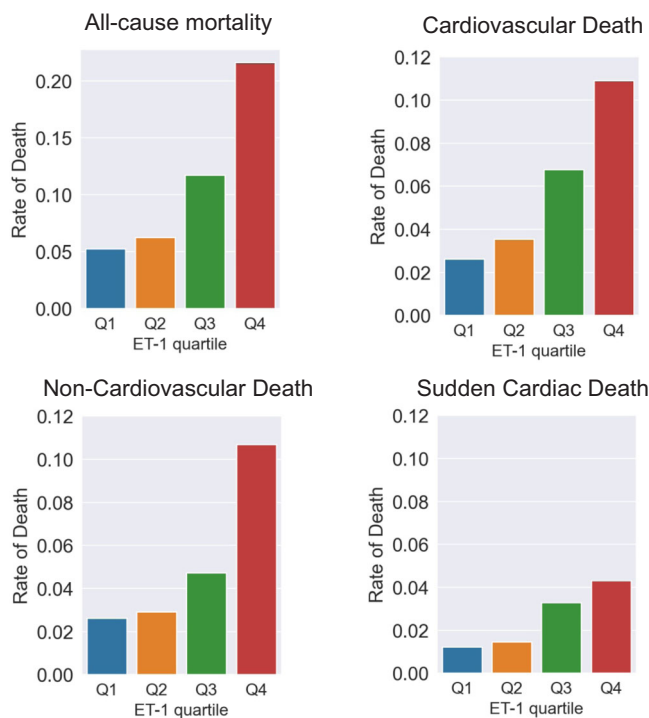 All-cause mortality
Cardiovascular Death
Rate of Death
0.20
0.15
0.10
0.05
0.00
Q1 Q2 Q3 Q4
ET-1 quartile
Rate of Death
0.12
0.10
0.08
0.06
0.04
0.02
0.00
Q1 Q2 Q3 Q4
ET-1 quartile
Non-Cardiovascular Death
Sudden Cardiac Death
Rate of Death
0.12
0.10
0.08
0.06
0.04
0.02
0.00
Q1 Q2 Q3 Q4
ET-1 quartile
Rate of Death
0.12
0.10
0.08
0.06
0.04
0.02
0.00
Q1 Q2 Q3 Q4
ET-1 quartile